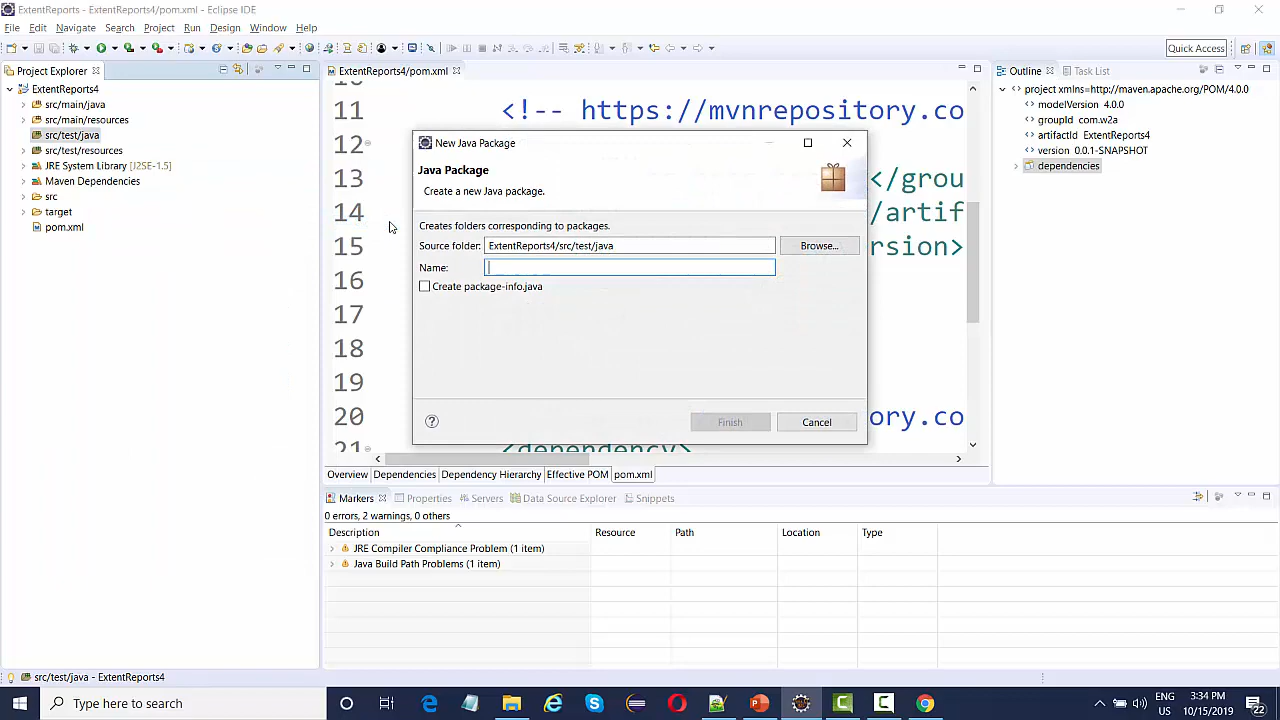 ExtentReports - ExtentReports4/pom.xml - Eclipse IDE
File Edit Navigate Search Project Run Design Window Help
Quick Access
Project Explorer
ExtentReports4
src/main/java
src/main/resources
src/test/java
src/test/resources
JRE System Library [J2SE-1.5]
Maven Dependencies
src
target
pom.xml
ExtentReports4/pom.xml
11 <!-- https://mvnrepository.co
12
13 </grou
14 /artif
15 ersion>
16
17
18
19
20 ory.co
21 <dependency>
New Java Package
Java Package
Create a new Java package.
Creates folders corresponding to packages.
Source folder: ExtentReports4/src/test/java Browse...
Name:
Create package-info.java
? Finish Cancel
Overview Dependencies Dependency Hierarchy Effective POM pom.xml
Outline Task List
project xmlns=http://maven.apache.org/POM/4.0.0
modelVersion 4.0.0
groupId com.w2a
artifactId ExtentReports4
version 0.0.1-SNAPSHOT
dependencies
Markers Properties Servers Data Source Explorer Snippets
0 errors, 2 warnings, 0 others
Description Resource Path Location Type
JRE Compiler Compliance Problem (1 item)
Java Build Path Problems (1 item)
src/test/java - ExtentReports4
Type here to search
ENG
US
3:34 PM
10/15/2019
22